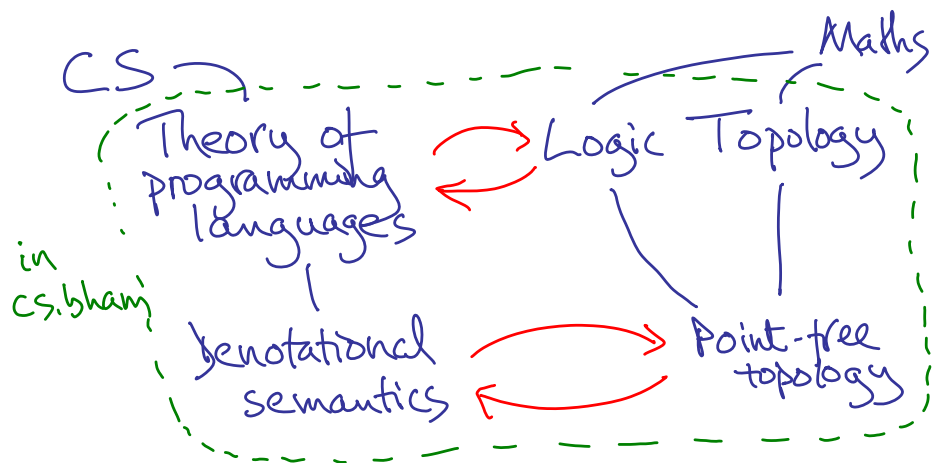 Maths
CS
Theory of
programming
languages
Logic
Topology
in
cs.bham
Denotational
semantics
Point-free
topology